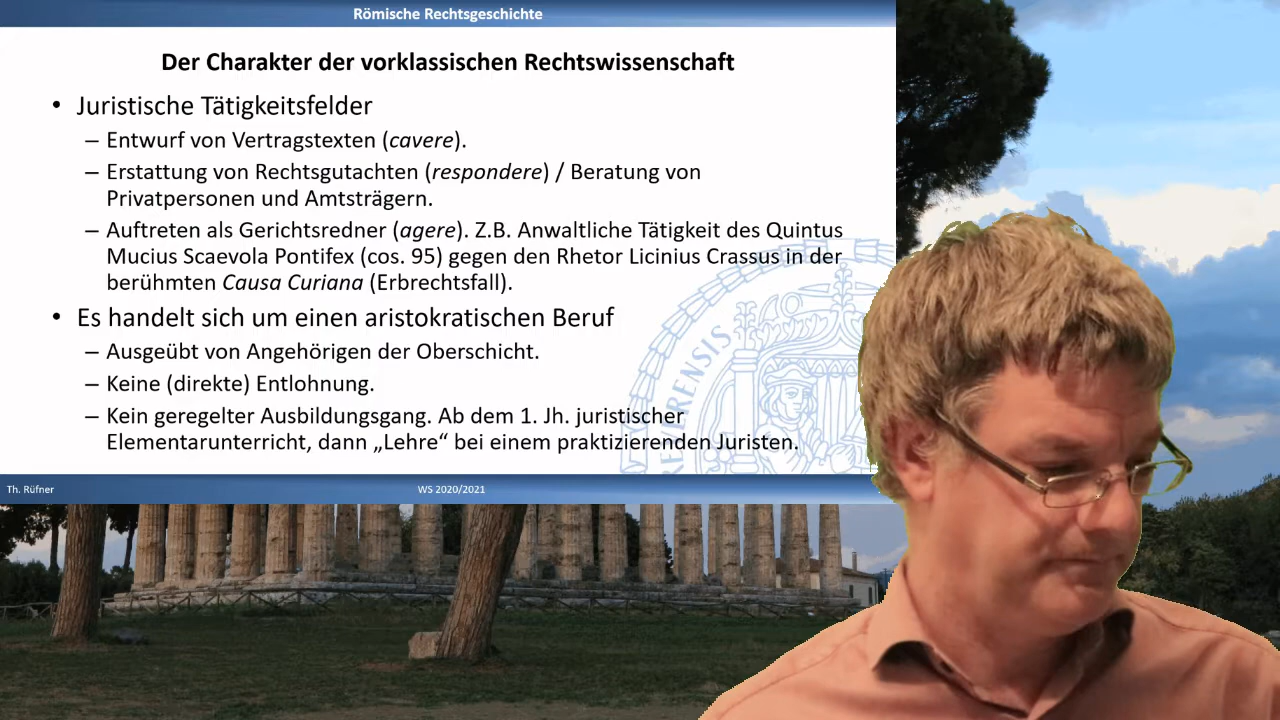 Römische Rechtsgeschichte
Der Charakter der vorklassischen Rechtswissenschaft
• Juristische Tätigkeitsfelder
– Entwurf von Vertragstexten (cavere).
– Erstattung von Rechtsgutachten (respondere) / Beratung von
Privatpersonen und Amtsträgern.
– Auftreten als Gerichtsredner (agere). Z.B. Anwaltliche Tätigkeit des Quintus
Mucius Scaevola Pontifex (cos. 95) gegen den Rhetor Licinius Crassus in der
berühmten Causa Curiana (Erbrechtsfall).
• Es handelt sich um einen aristokratischen Beruf
– Ausgeübt von Angehörigen der Oberschicht.
– Keine (direkte) Entlohnung.
– Kein geregelter Ausbildungsgang. Ab dem 1. Jh. juristischer
Elementarunterricht, dann „Lehre“ bei einem praktizierenden Juristen.
Th. Rüfner
WS 2020/2021